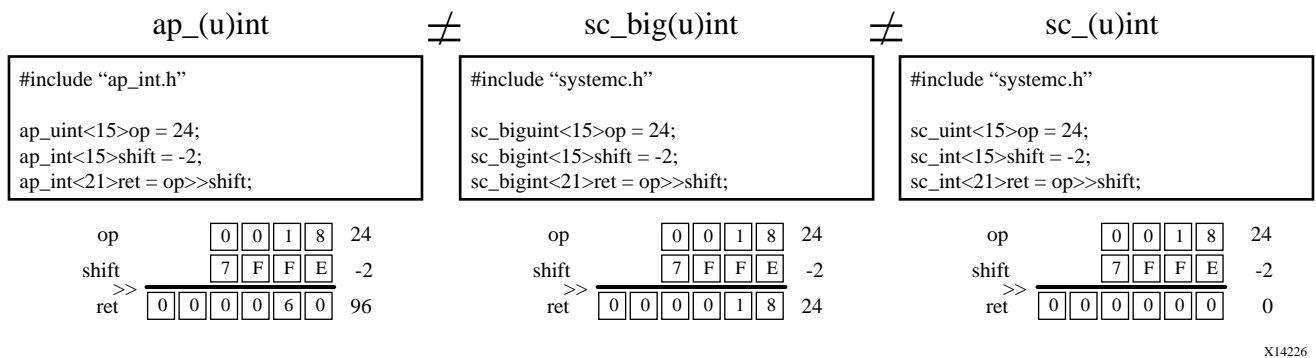 ap_(u)int ≠ sc_big(u)int ≠ sc_(u)int
#include “ap_int.h”
ap_uint<15>op = 24;
ap_int<15>shift = -2;
ap_int<21>ret = op>>shift;
#include “systemc.h”
sc_biguint<15>op = 24;
sc_bigint<15>shift = -2;
sc_bigint<21>ret = op>>shift;
#include “systemc.h”
sc_uint<15>op = 24;
sc_int<15>shift = -2;
sc_int<21>ret = op>>shift;
op 0 0 1 8 24
shift 7 F F E -2
>>
ret 0 0 0 0 6 0 96
op 0 0 1 8 24
shift 7 F F E -2
>>
ret 0 0 0 0 1 8 24
op 0 0 1 8 24
shift 7 F F E -2
>>
ret 0 0 0 0 0 0 0
X14226